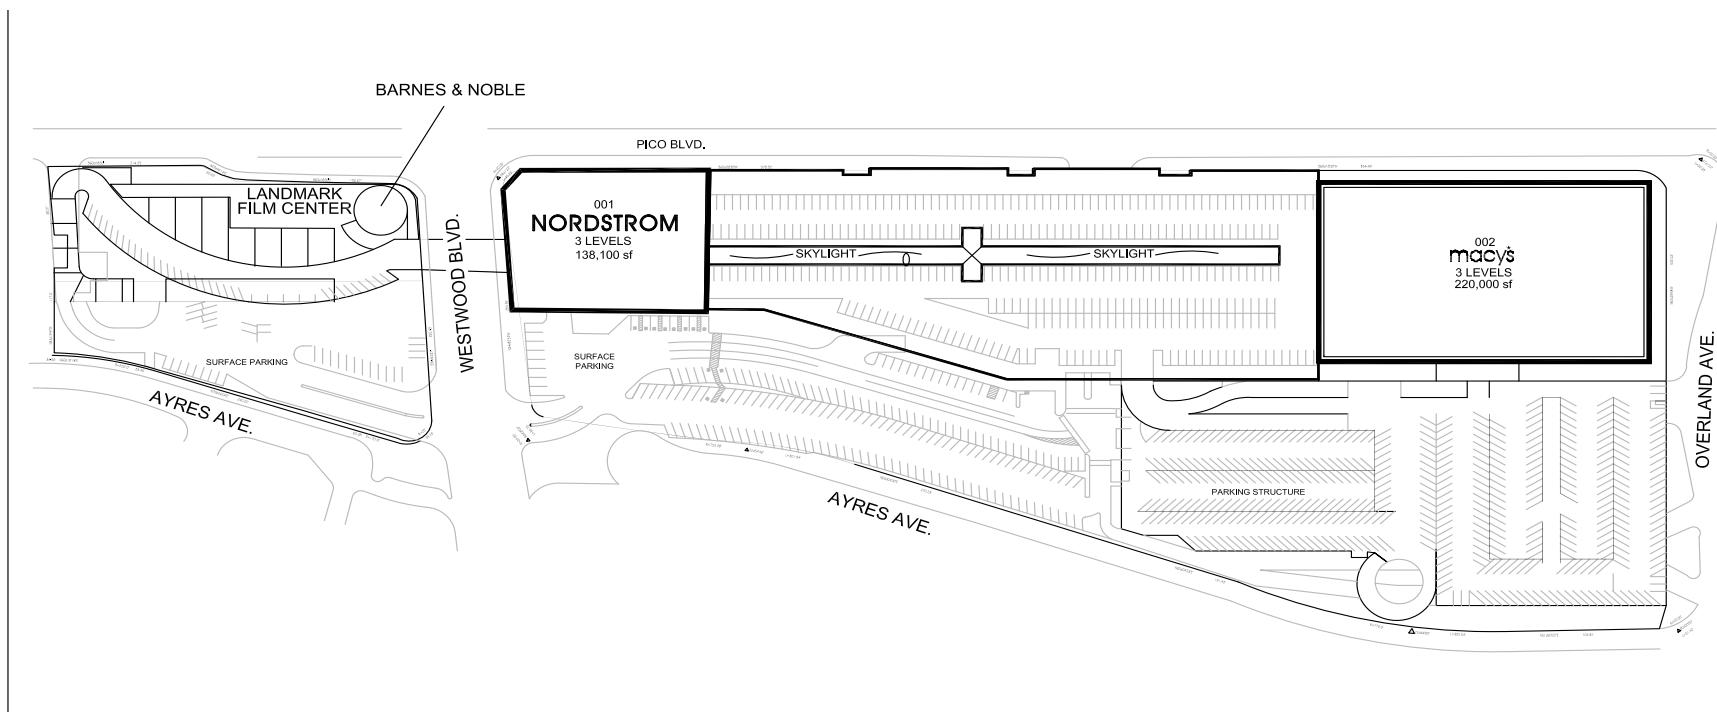 BARNES & NOBLE
PICO BLVD.
LANDMARK
FILM CENTER
WESTWOOD BLVD.
001
NORDSTROM
3 LEVELS
138,100 sf
SKYLIGHT
SKYLIGHT
002
macy's
3 LEVELS
220,000 sf
OVERLAND AVE.
SURFACE PARKING
SURFACE
PARKING
AYRES AVE.
AYRES AVE.
PARKING STRUCTURE